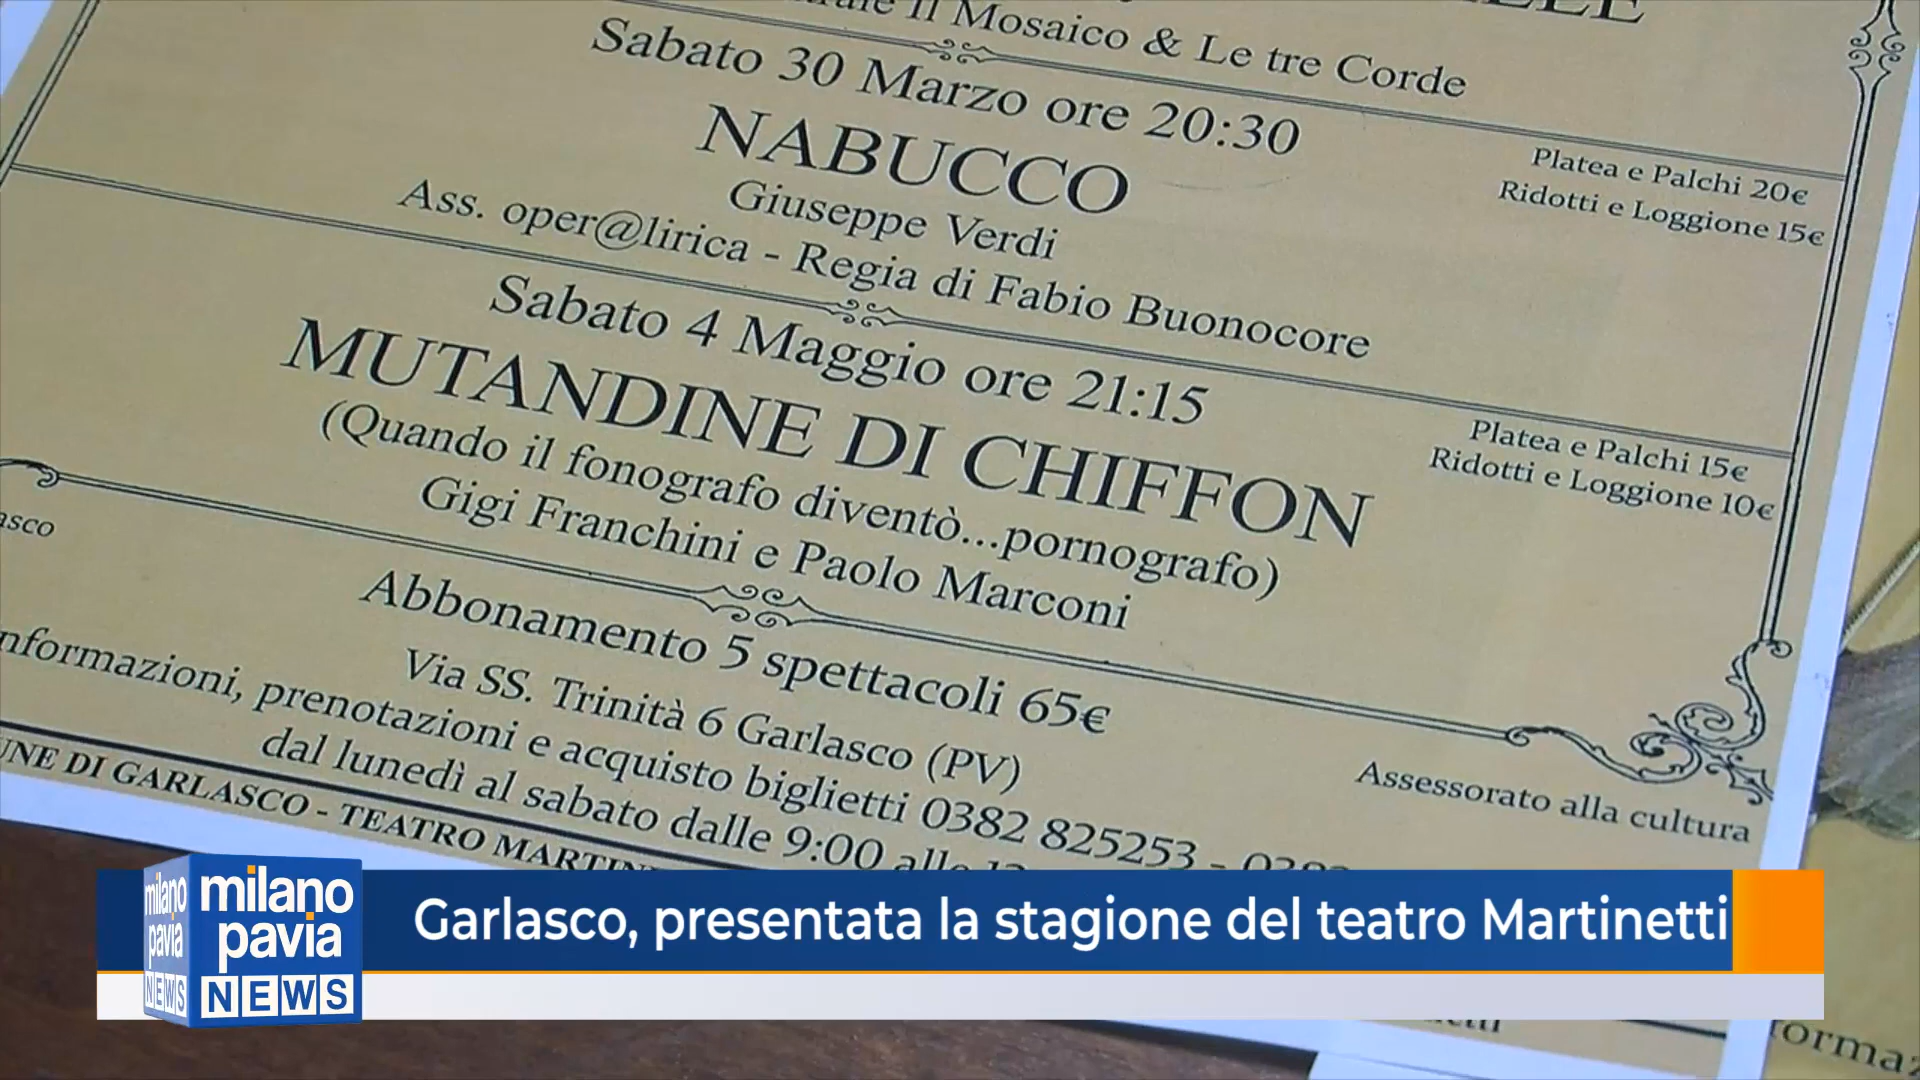 Il Mosaico & Le tre Corde
Sabato 30 Marzo ore 20:30
NABUCCO
Giuseppe Verdi
Ass. oper@lirica - Regia di Fabio Buonocore
Platea e Palchi 20€
Ridotti e Loggione 15€
Sabato 4 Maggio ore 21:15
MUTANDINE DI CHIFFON
(Quando il fonografo diventò...pornografo)
Gigi Franchini e Paolo Marconi
Platea e Palchi 15€
Ridotti e Loggione 10€
Abbonamento 5 spettacoli 65€
Via SS. Trinità 6 Garlasco (PV)
nformazioni, prenotazioni e acquisto biglietti 0382 825253 -
dal lunedì al sabato dalle 9:00
Assessorato alla cultura
UNE DI GARLASCO - TEATRO
milano
pavia
NEWS
milano
pavia
NEWS
Garlasco, presentata la stagione del teatro Martinetti